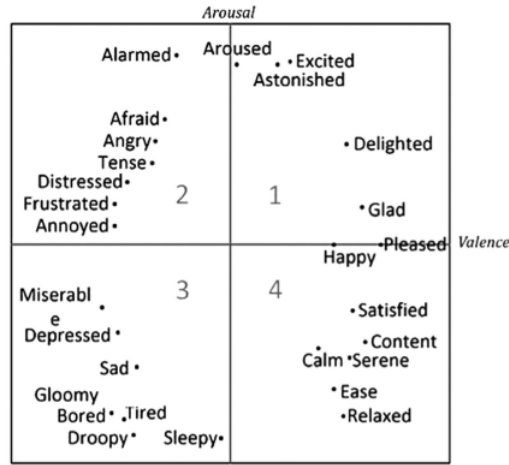 Arousal
Alarmed
Aroused
Excited
Astonished
Afraid
Angry
Delighted
Tense
Distressed
2
1
Frustrated
Glad
Annoyed
Pleased
Valence
Happy
Miserabl
e
3
4
Satisfied
Depressed
Content
Calm
Serene
Sad
Gloomy
Ease
Bored
Tired
Relaxed
Droopy
Sleepy